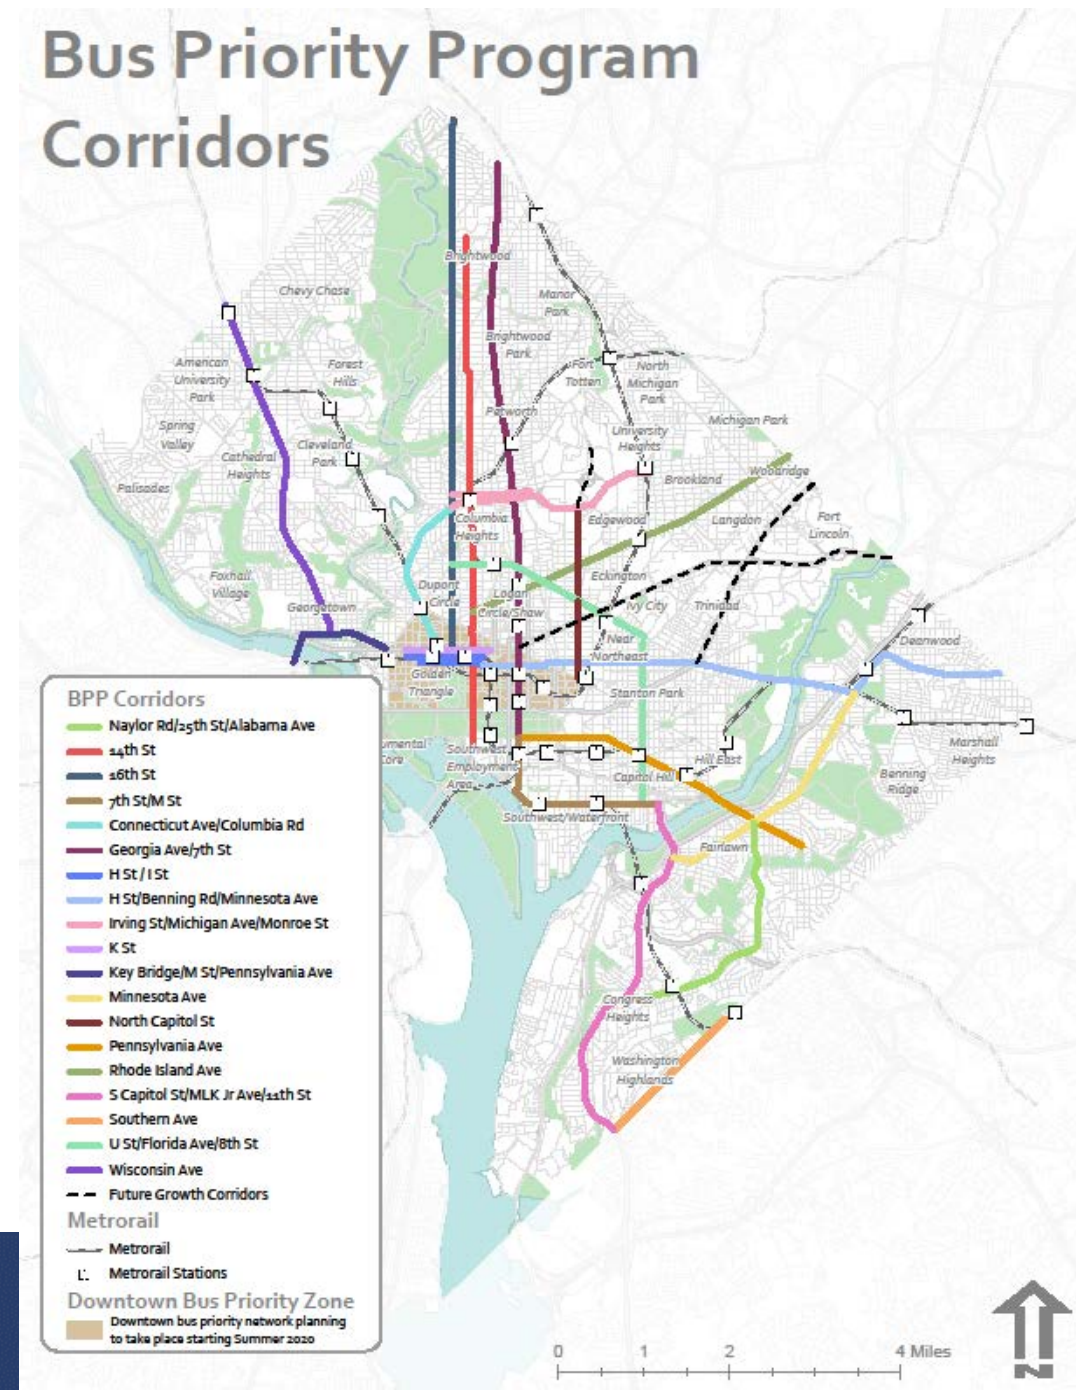 Bus Priority Program
Corridors
Brightwood
Chevy Chase
Manor
Park
Brightwood
Park
American
University
Park
Forest
Hills
Fort
Totten
North
Michigan
Park
Petworth
Michigan Park
Spring
Valley
Cleveland
Park
University
Heights
Cathedral
Heights
Woodridge
Palisades
Brookland
Columbia
Heights
Edgewood
Langdon
Fort
Lincoln
Foxhall
Village
Dupont
Circle
Eckington
Logan
Circle/Shaw
Georgetown
Ivy City
Trinidad
Near
Northeast
Deanwood
Golden
Triangle
Stanton Park
Southwest
Employment
Area
Hill East
Marshall
Heights
Capitol Hill
Benning
Ridge
Southwest/Waterfront
Fairlawn
Congress
Heights
Washington
Highlands
BPP Corridors
Naylor Rd/25th St/Alabama Ave
14th St
16th St
7th St/M St
Connecticut Ave/Columbia Rd
Georgia Ave/7th St
H St / I St
H St/Benning Rd/Minnesota Ave
Irving St/Michigan Ave/Monroe St
K St
Key Bridge/M St/Pennsylvania Ave
Minnesota Ave
North Capitol St
Pennsylvania Ave
Rhode Island Ave
S Capitol St/MLK Jr Ave/11th St
Southern Ave
U St/Florida Ave/8th St
Wisconsin Ave
Future Growth Corridors
Metrorail
Metrorail
Metrorail Stations
Downtown Bus Priority Zone
Downtown bus priority network planning
to take place starting Summer 2020
0 1 2 4 Miles
N